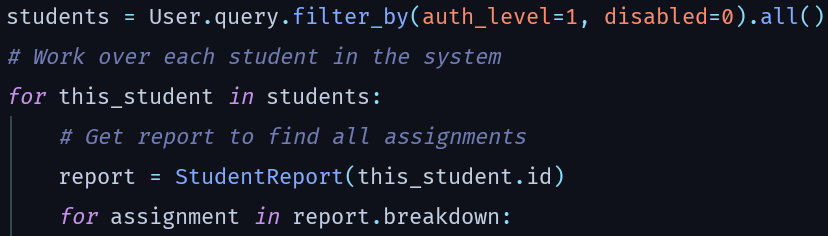 students = User.query.filter_by(auth_level=1, disabled=0).all()
# Work over each student in the system
for this_student in students:
    # Get report to find all assignments
    report = StudentReport(this_student.id)
    for assignment in report.breakdown: